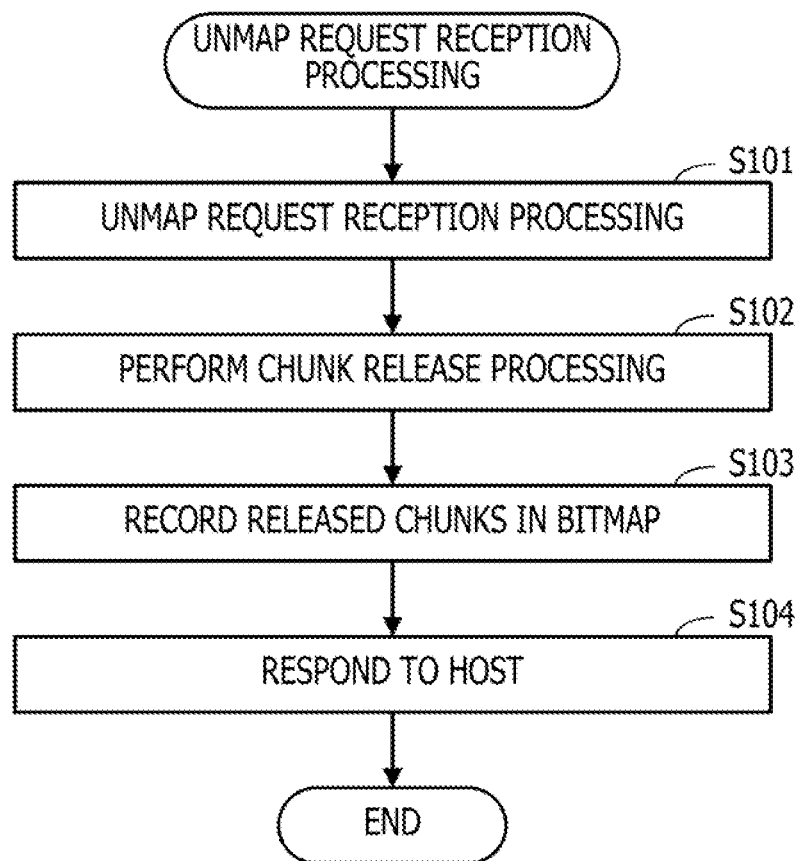 UNMAP REQUEST RECEPTION
PROCESSING
S101
UNMAP REQUEST RECEPTION PROCESSING
S102
PERFORM CHUNK RELEASE PROCESSING
S103
RECORD RELEASED CHUNKS IN BITMAP
S104
RESPOND TO HOST
END